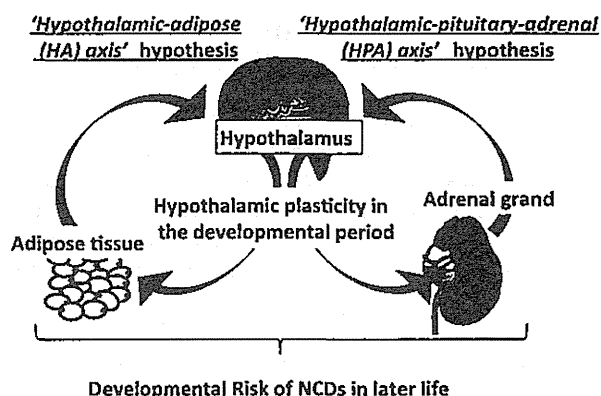 'Hypothalamic-adipose
(HA) axis' hypothesis
'Hypothalamic-pituitary-adrenal
(HPA) axis' hypothesis
Hypothalamus
Hypothalamic plasticity in
the developmental period
Adipose tissue
Adrenal grand
Developmental Risk of NCDs in later life